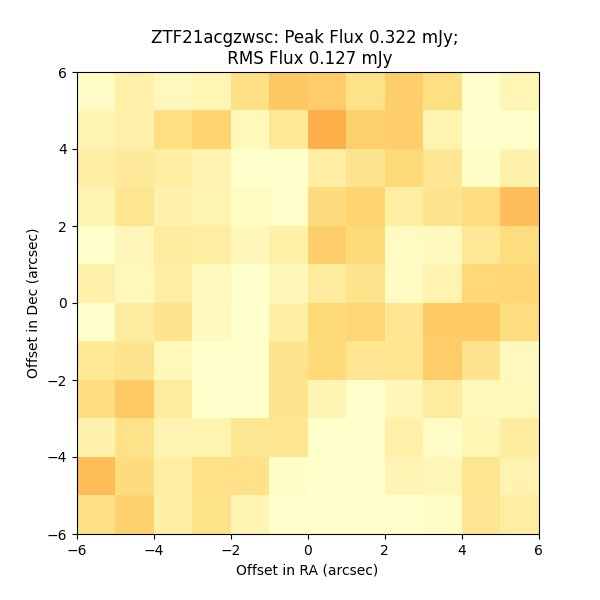 ZTF21acgzwsc: Peak Flux 0.322 mJy;
RMS Flux 0.127 mJy
6
4
2
0
−2
−4
−6
Offset in Dec (arcsec)
−6 −4 −2 0 2 4 6
Offset in RA (arcsec)